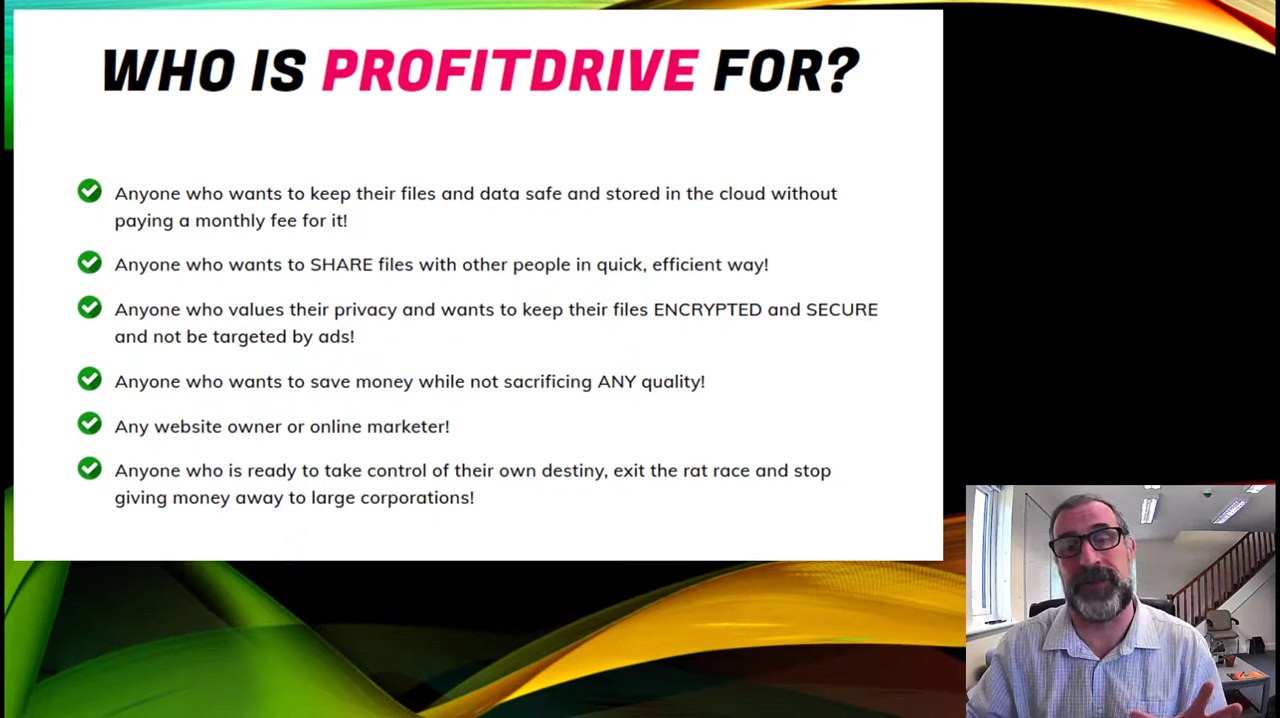 WHO IS PROFITDRIVE FOR?
Anyone who wants to keep their files and data safe and stored in the cloud without
paying a monthly fee for it!
Anyone who wants to SHARE files with other people in quick, efficient way!
Anyone who values their privacy and wants to keep their files ENCRYPTED and SECURE
and not be targeted by ads!
Anyone who wants to save money while not sacrificing ANY quality!
Any website owner or online marketer!
Anyone who is ready to take control of their own destiny, exit the rat race and stop
giving money away to large corporations!